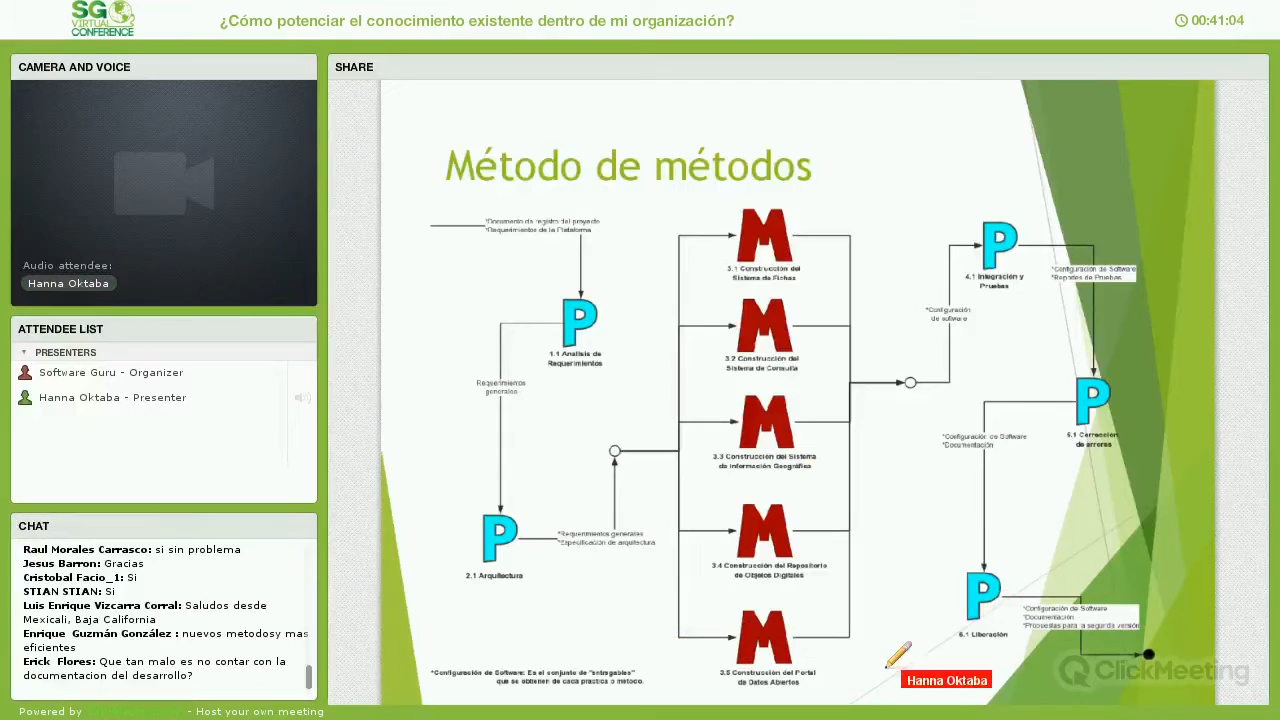 SG
VIRTUAL
CONFERENCE
¿Cómo potenciar el conocimiento existente dentro de mi organización?
00:41:04
CAMERA AND VOICE
Audio attendee:
Hanna Oktaba
ATTENDEE LIST
PRESENTERS
Software Guru - Organizer
Hanna Oktaba - Presenter
CHAT
Raul Morales Carrasco: si sin problema
Jesus Barron: Gracias
Cristobal Facio_1: Si
STIAN STIAN: Si
Luis Enrique Vizcarra Corral: Saludos desde
Mexicali, Baja California
Enrique Guzmán González : nuevos metodosy mas
eficientes
Erick Flores: Que tan malo es no contar con la
del desarrollo?
Powered by
- Host your own meeting
SHARE
Método de métodos
*Documento de registro del proyecto
*Requerimientos de la Plataforma
P
1.1 Análisis de
Requerimientos
Requerimientos
generales
P
2.1 Arquitectura
*Requerimientos generales
*Especificación de arquitectura
M
3.1 Construcción del
Sistema de Fichas
M
3.2 Construcción del
Sistema de Consulta
M
3.3 Construcción del Sistema
de Información Geográfica
M
3.4 Construcción del Repositorio
de Objetos Digitales
M
3.5 Construcción del Portal
de Datos Abiertos
*Configuración
de software
P
4.1 Integración y
Pruebas
*Configuración de Software
*Reportes de Pruebas
P
5.1 Corrección
de errores
*Configuración de Software
*Documentación
P
6.1 Liberación
*Configuración de Software
*Documentación
*Propuestas para la segunda versión
*Configuración de Software: Es el conjunto de "entregables"
que se obtienen de cada práctica o método.
Hanna Oktaba
ClickMeeting